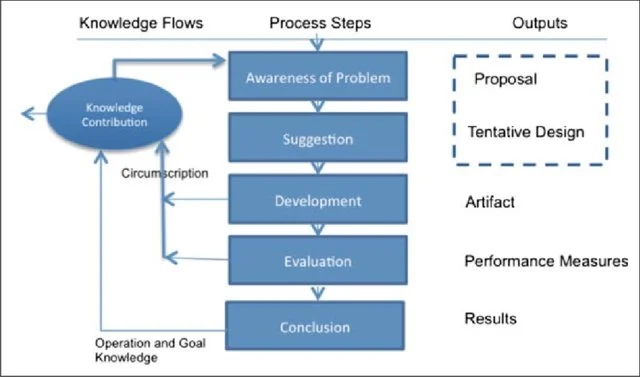 Knowledge Flows
Process Steps
Outputs
Awareness of Problem
Proposal
Knowledge
Contribution
Suggestion
Tentative Design
Circumscription
Development
Artifact
Evaluation
Performance Measures
Conclusion
Results
Operation and Goal
Knowledge